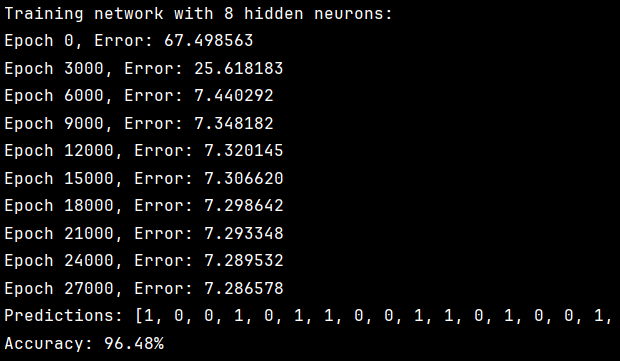 Training network with 8 hidden neurons:
Epoch 0, Error: 67.498563
Epoch 3000, Error: 25.618183
Epoch 6000, Error: 7.440292
Epoch 9000, Error: 7.348182
Epoch 12000, Error: 7.320145
Epoch 15000, Error: 7.306620
Epoch 18000, Error: 7.298642
Epoch 21000, Error: 7.293348
Epoch 24000, Error: 7.289532
Epoch 27000, Error: 7.286578
Predictions: [1, 0, 0, 1, 0, 1, 1, 0, 0, 1, 1, 0, 1, 0, 0, 1,
Accuracy: 96.48%